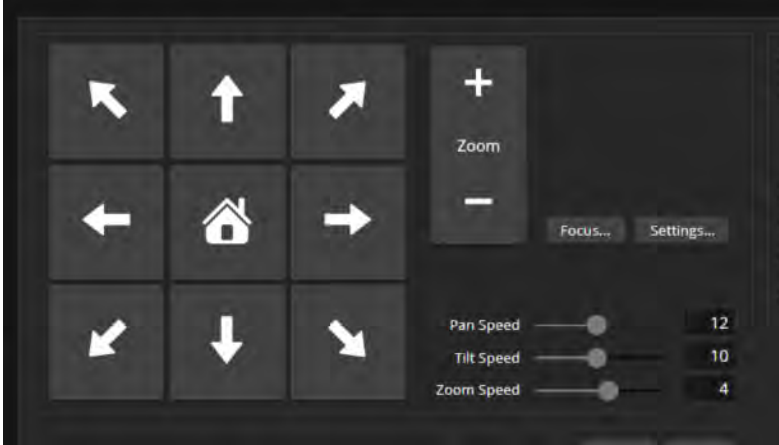 +
Zoom
−
Focus... Settings...
Pan Speed 12
Tilt Speed 10
Zoom Speed 4